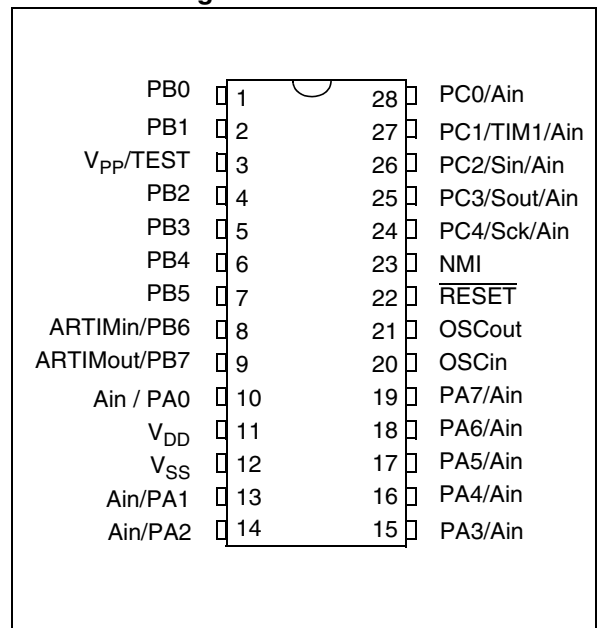 PB0 1 28 PC0/Ain
PB1 2 27 PC1/TIM1/Ain
VPP/TEST 3 26 PC2/Sin/Ain
PB2 4 25 PC3/Sout/Ain
PB3 5 24 PC4/Sck/Ain
PB4 6 23 NMI
PB5 7 22 RESET
ARTIMin/PB6 8 21 OSCout
ARTIMout/PB7 9 20 OSCin
Ain / PA0 10 19 PA7/Ain
VDD 11 18 PA6/Ain
VSS 12 17 PA5/Ain
Ain/PA1 13 16 PA4/Ain
Ain/PA2 14 15 PA3/Ain